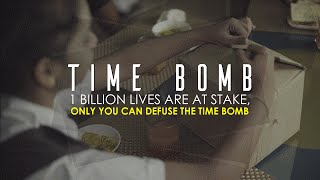 TIME BOMB
1 BILLION LIVES ARE AT STAKE,
ONLY YOU CAN DEFUSE THE TIME BOMB